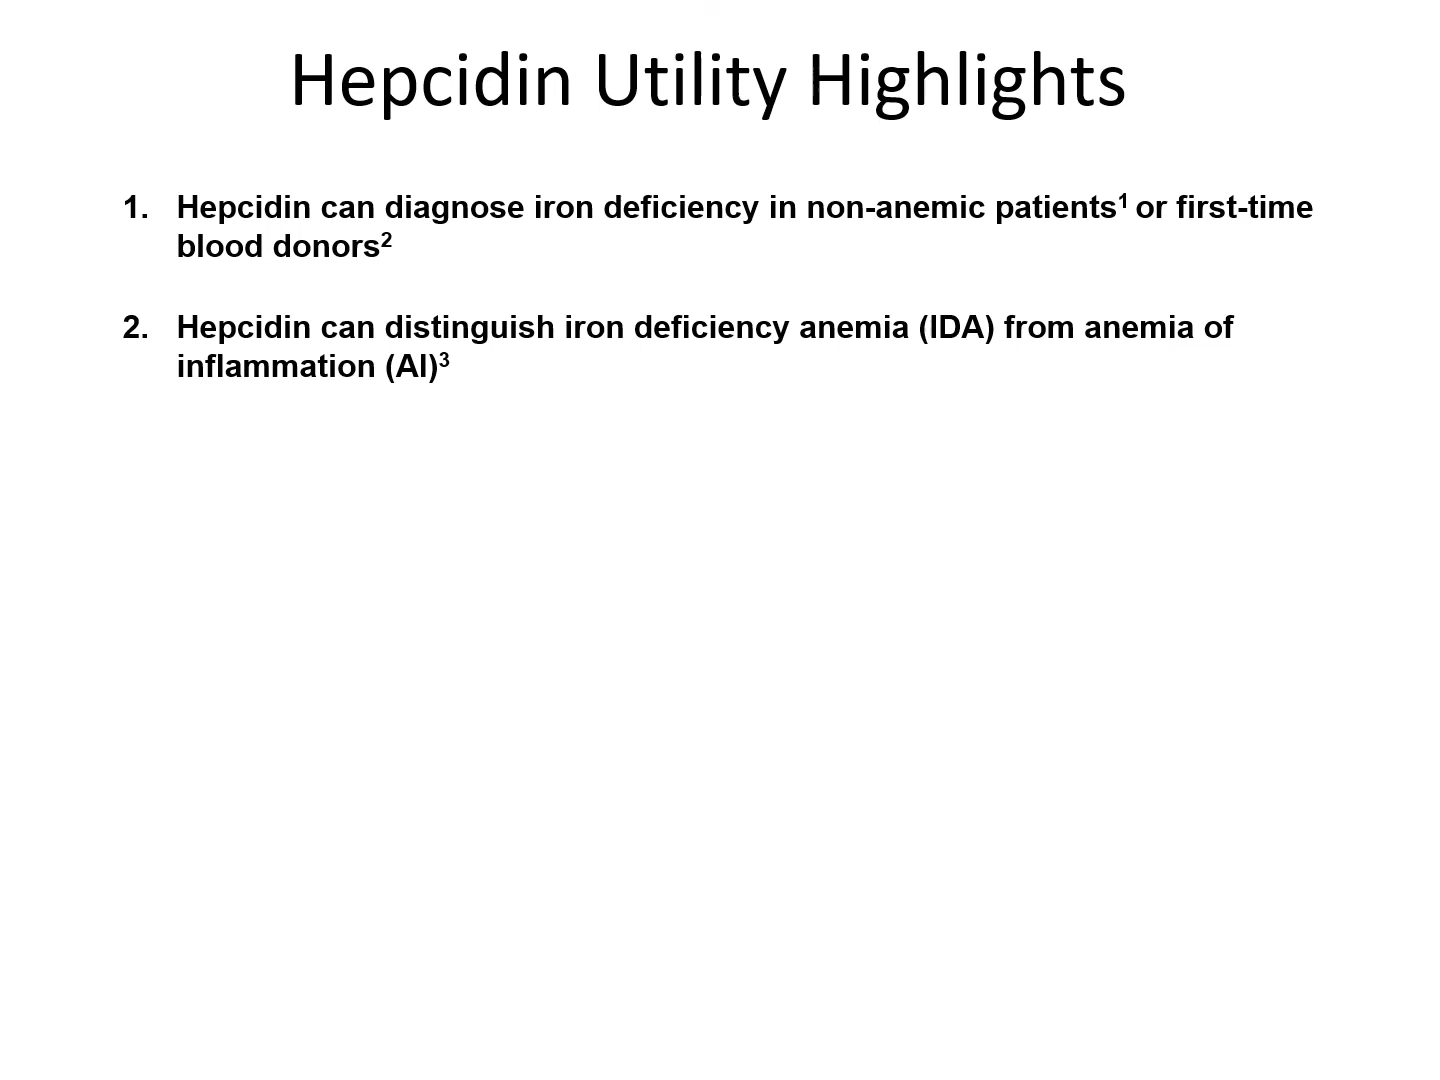 Hepcidin Utility Highlights
1. Hepcidin can diagnose iron deficiency in non-anemic patients¹ or first-time
blood donors²
2. Hepcidin can distinguish iron deficiency anemia (IDA) from anemia of
inflammation (AI)³